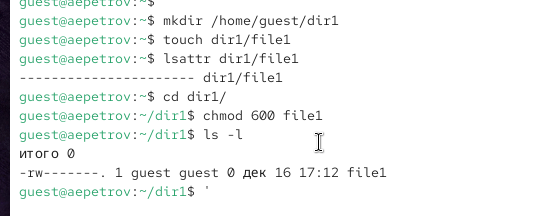 guest@aepetrov:~$
guest@aepetrov:~$ mkdir /home/guest/dir1
guest@aepetrov:~$ touch dir1/file1
guest@aepetrov:~$ lsattr dir1/file1
---------------------- dir1/file1
guest@aepetrov:~$ cd dir1/
guest@aepetrov:~/dir1$ chmod 600 file1
guest@aepetrov:~/dir1$ ls -l
итого 0
-rw-------. 1 guest guest 0 дек 16 17:12 file1
guest@aepetrov:~/dir1$ '